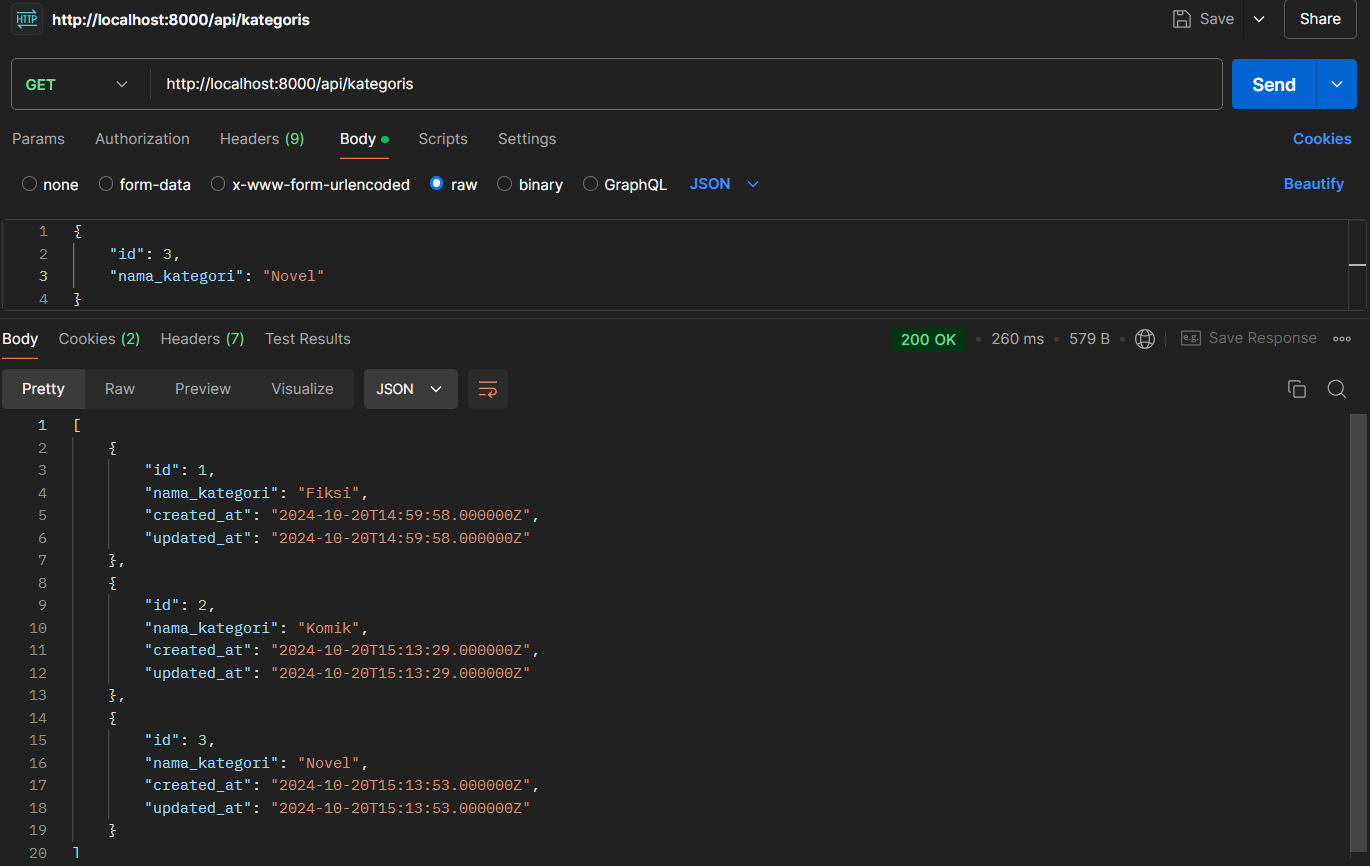 HTTP http://localhost:8000/api/kategoris Save Share
GET http://localhost:8000/api/kategoris Send
Params Authorization Headers (9) Body Scripts Settings Cookies
none form-data x-www-form-urlencoded raw binary GraphQL JSON Beautify
1 {
2 "id": 3,
3 "nama_kategori": "Novel"
4 }
Body Cookies (2) Headers (7) Test Results 200 OK • 260 ms • 579 B • e.g. Save Response
Pretty Raw Preview Visualize JSON
1 [
2 {
3 "id": 1,
4 "nama_kategori": "Fiksi",
5 "created_at": "2024-10-20T14:59:58.000000Z",
6 "updated_at": "2024-10-20T14:59:58.000000Z"
7 },
8 {
9 "id": 2,
10 "nama_kategori": "Komik",
11 "created_at": "2024-10-20T15:13:29.000000Z",
12 "updated_at": "2024-10-20T15:13:29.000000Z"
13 },
14 {
15 "id": 3,
16 "nama_kategori": "Novel",
17 "created_at": "2024-10-20T15:13:53.000000Z",
18 "updated_at": "2024-10-20T15:13:53.000000Z"
19 }
20 ]